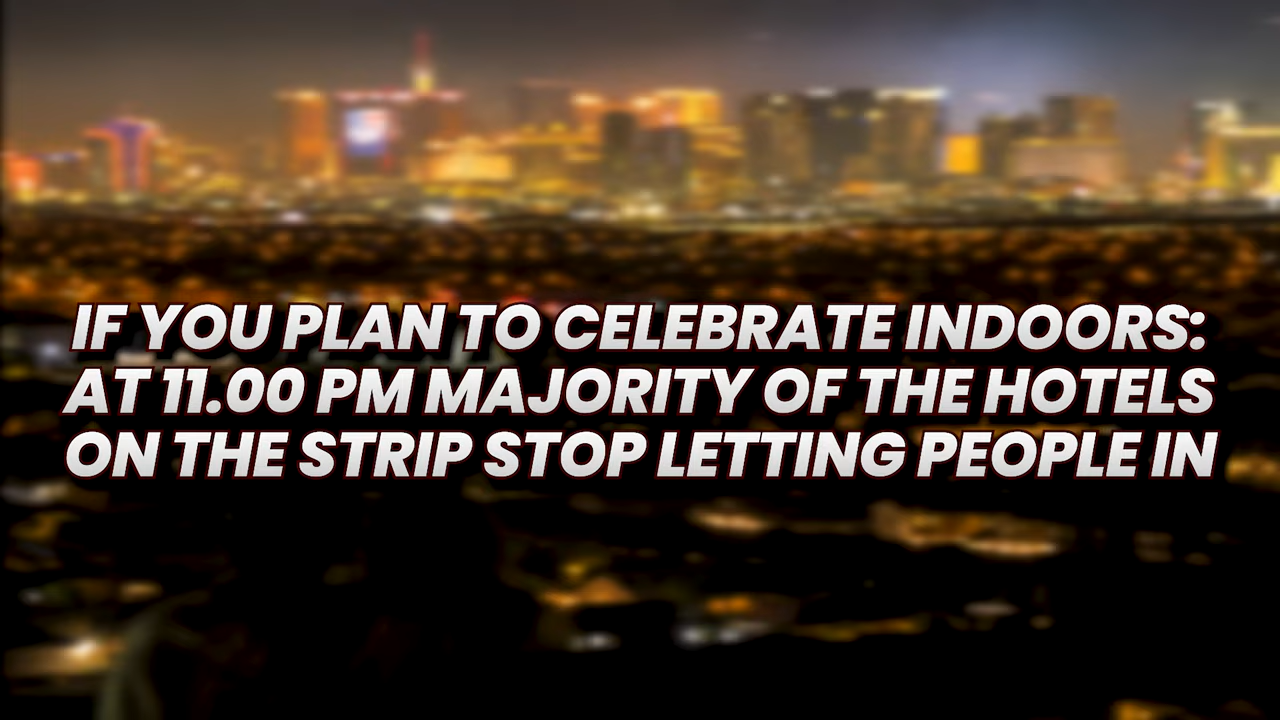 IF YOU PLAN TO CELEBRATE INDOORS:
AT 11.00 PM MAJORITY OF THE HOTELS
ON THE STRIP STOP LETTING PEOPLE IN